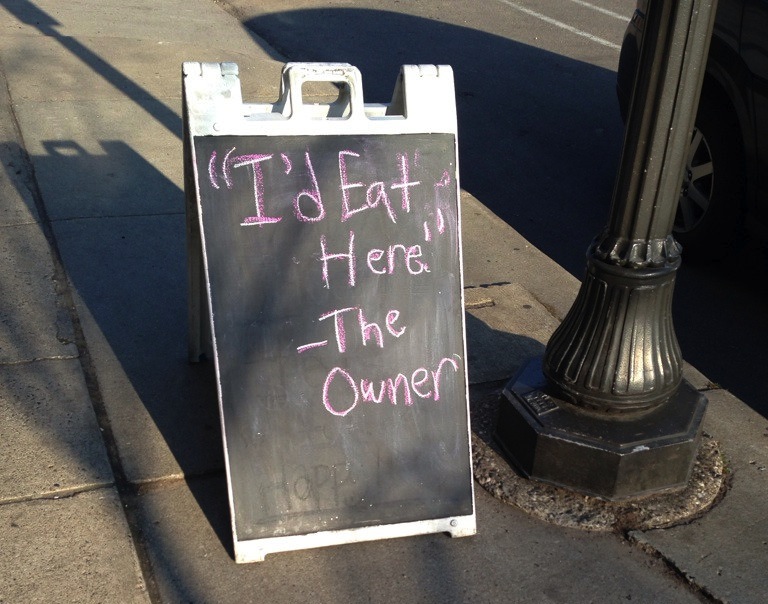 "I'd Eat
Here."
-The
Owner